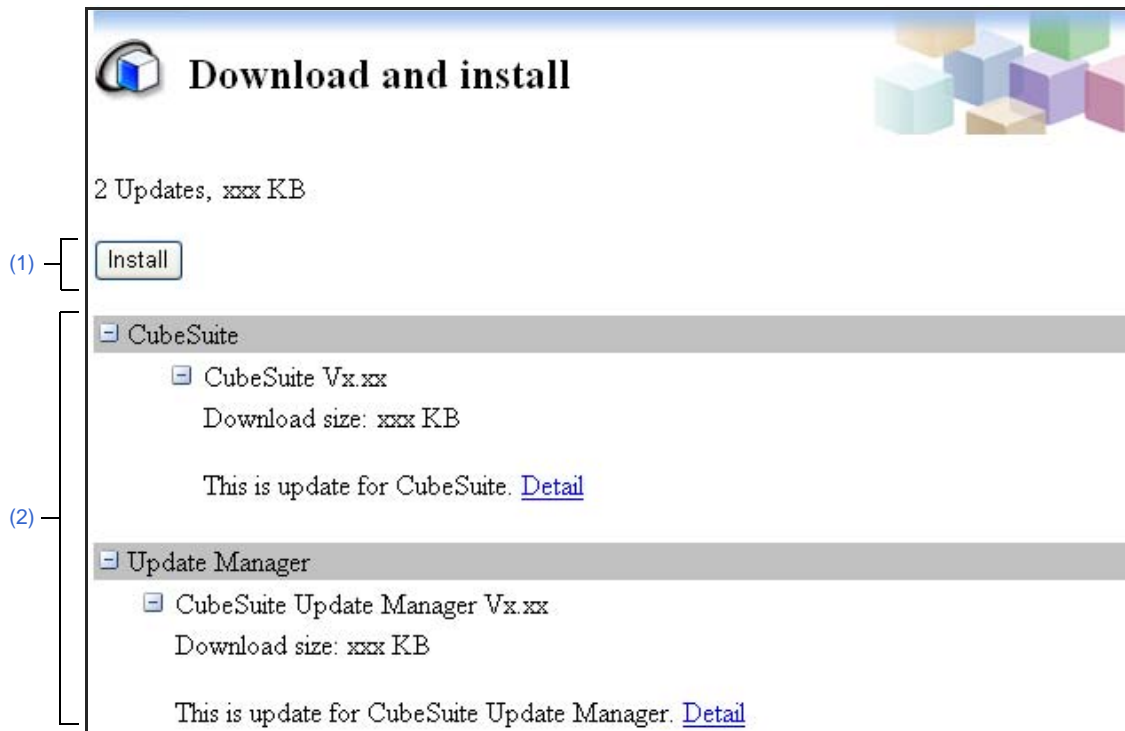 Download and install
2 Updates, xxx KB
(1)
Install
CubeSuite
CubeSuite Vx.xx
Download size: xxx KB
This is update for CubeSuite. Detail
(2)
Update Manager
CubeSuite Update Manager Vx.xx
Download size: xxx KB
This is update for CubeSuite Update Manager. Detail